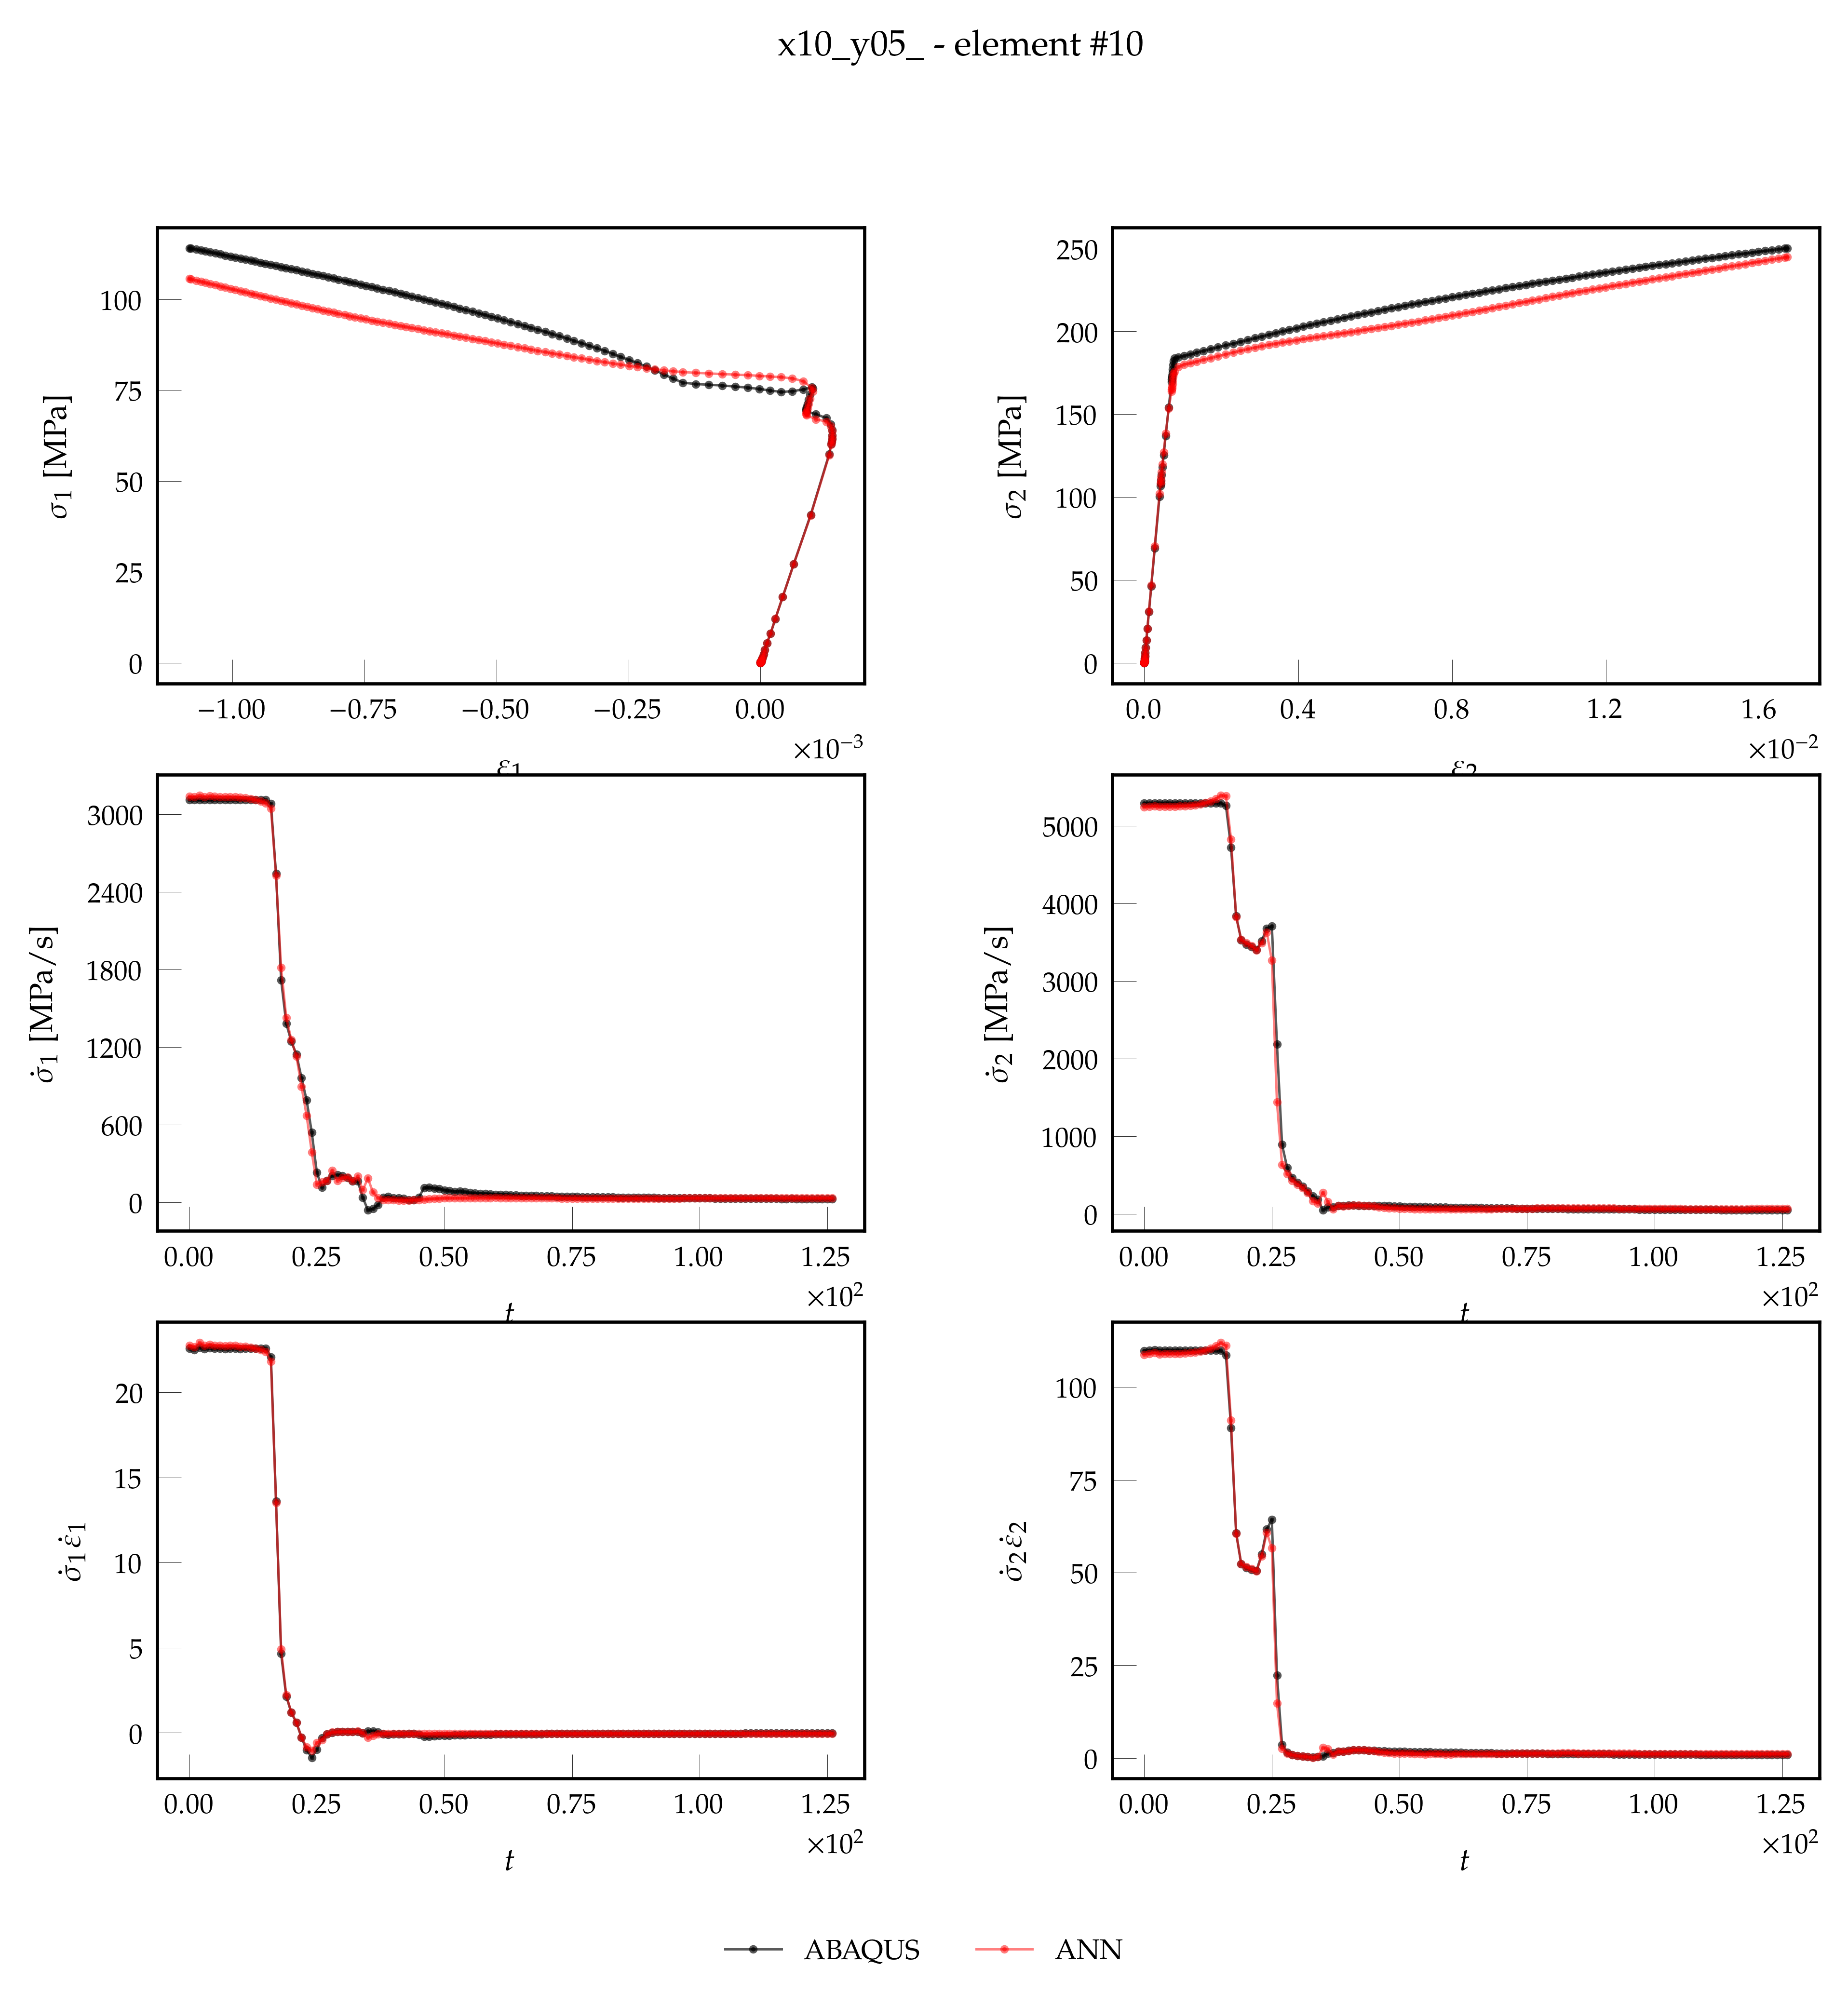 x10_y05_ - element #10
σ₁ [MPa]
100
75
50
25
0
−1.00 −0.75 −0.50 −0.25 0.00
×10⁻³
ε₁
σ₂ [MPa]
250
200
150
100
50
0
0.0 0.4 0.8 1.2 1.6
×10⁻²
ε₂
σ̇₁ [MPa/s]
3000
2400
1800
1200
600
0
0.00 0.25 0.50 0.75 1.00 1.25
×10²
t
σ̇₂ [MPa/s]
5000
4000
3000
2000
1000
0
0.00 0.25 0.50 0.75 1.00 1.25
×10²
t
σ̇₁ε̇₁
20
15
10
5
0
0.00 0.25 0.50 0.75 1.00 1.25
×10²
t
σ̇₂ε̇₂
100
75
50
25
0
0.00 0.25 0.50 0.75 1.00 1.25
×10²
t
ABAQUS ANN